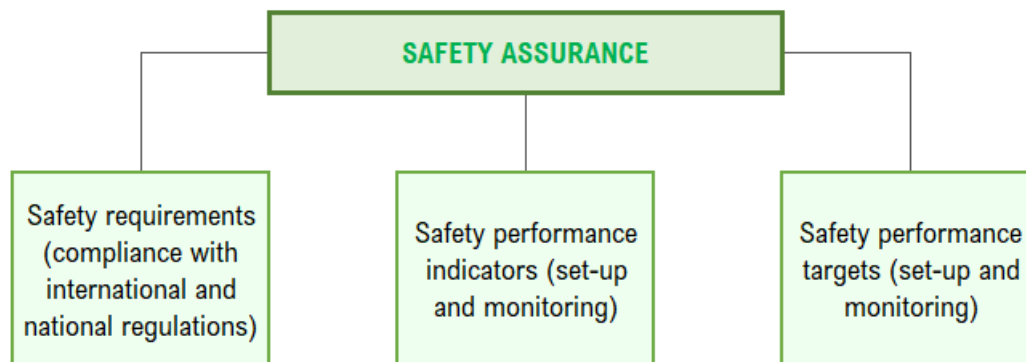 SAFETY ASSURANCE
Safety requirements
(compliance with
international and
national regulations)
Safety performance
indicators (set-up
and monitoring)
Safety performance
targets (set-up and
monitoring)